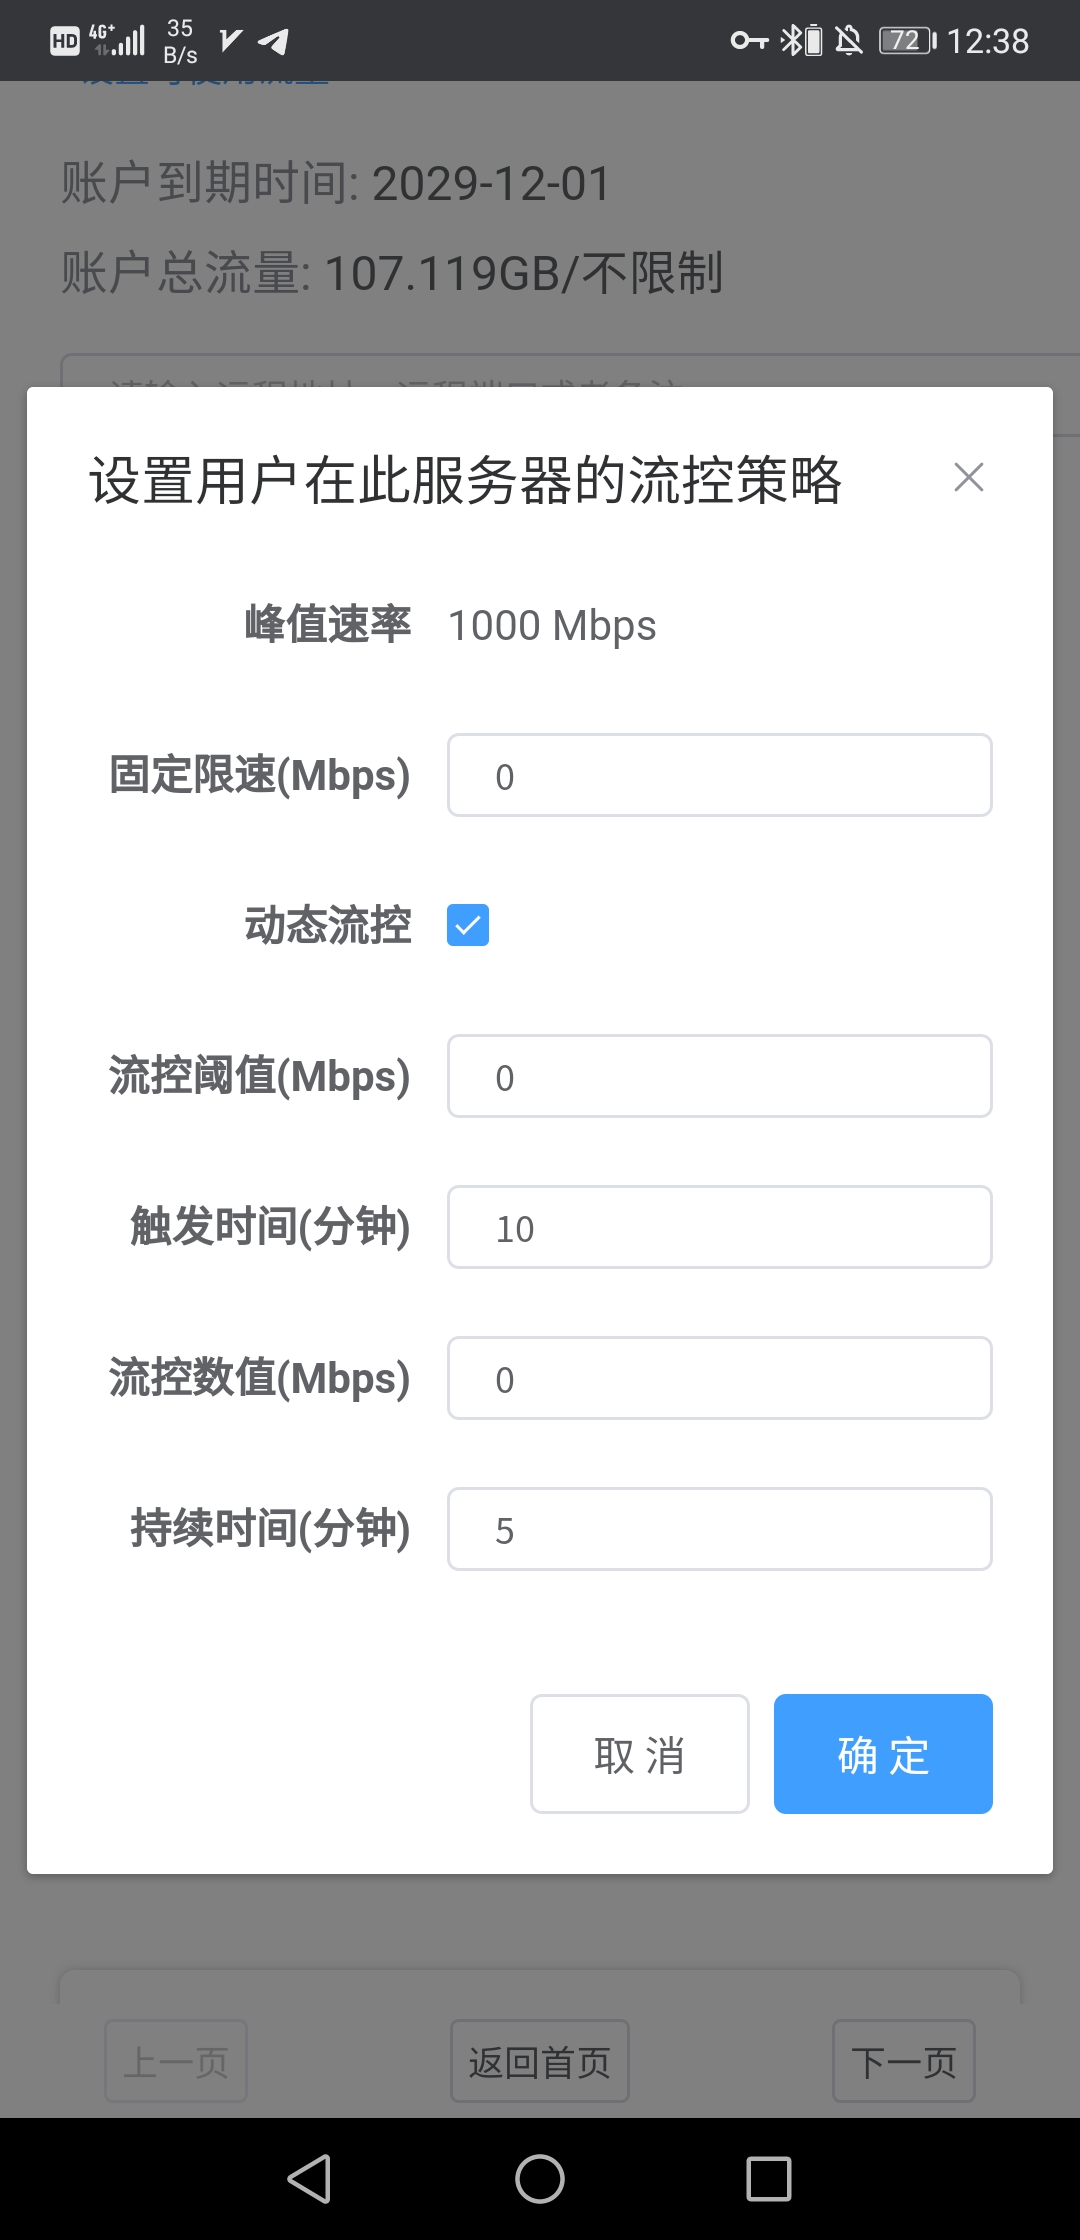 HD 4G+ 35 B/s 72 12:38
账户到期时间: 2029-12-01
账户总流量: 107.119GB/不限制
设置用户在此服务器的流控策略
峰值速率 1000 Mbps
固定限速(Mbps) 0
动态流控
流控阈值(Mbps) 0
触发时间(分钟) 10
流控数值(Mbps) 0
持续时间(分钟) 5
取 消 确 定
上一页 返回首页 下一页